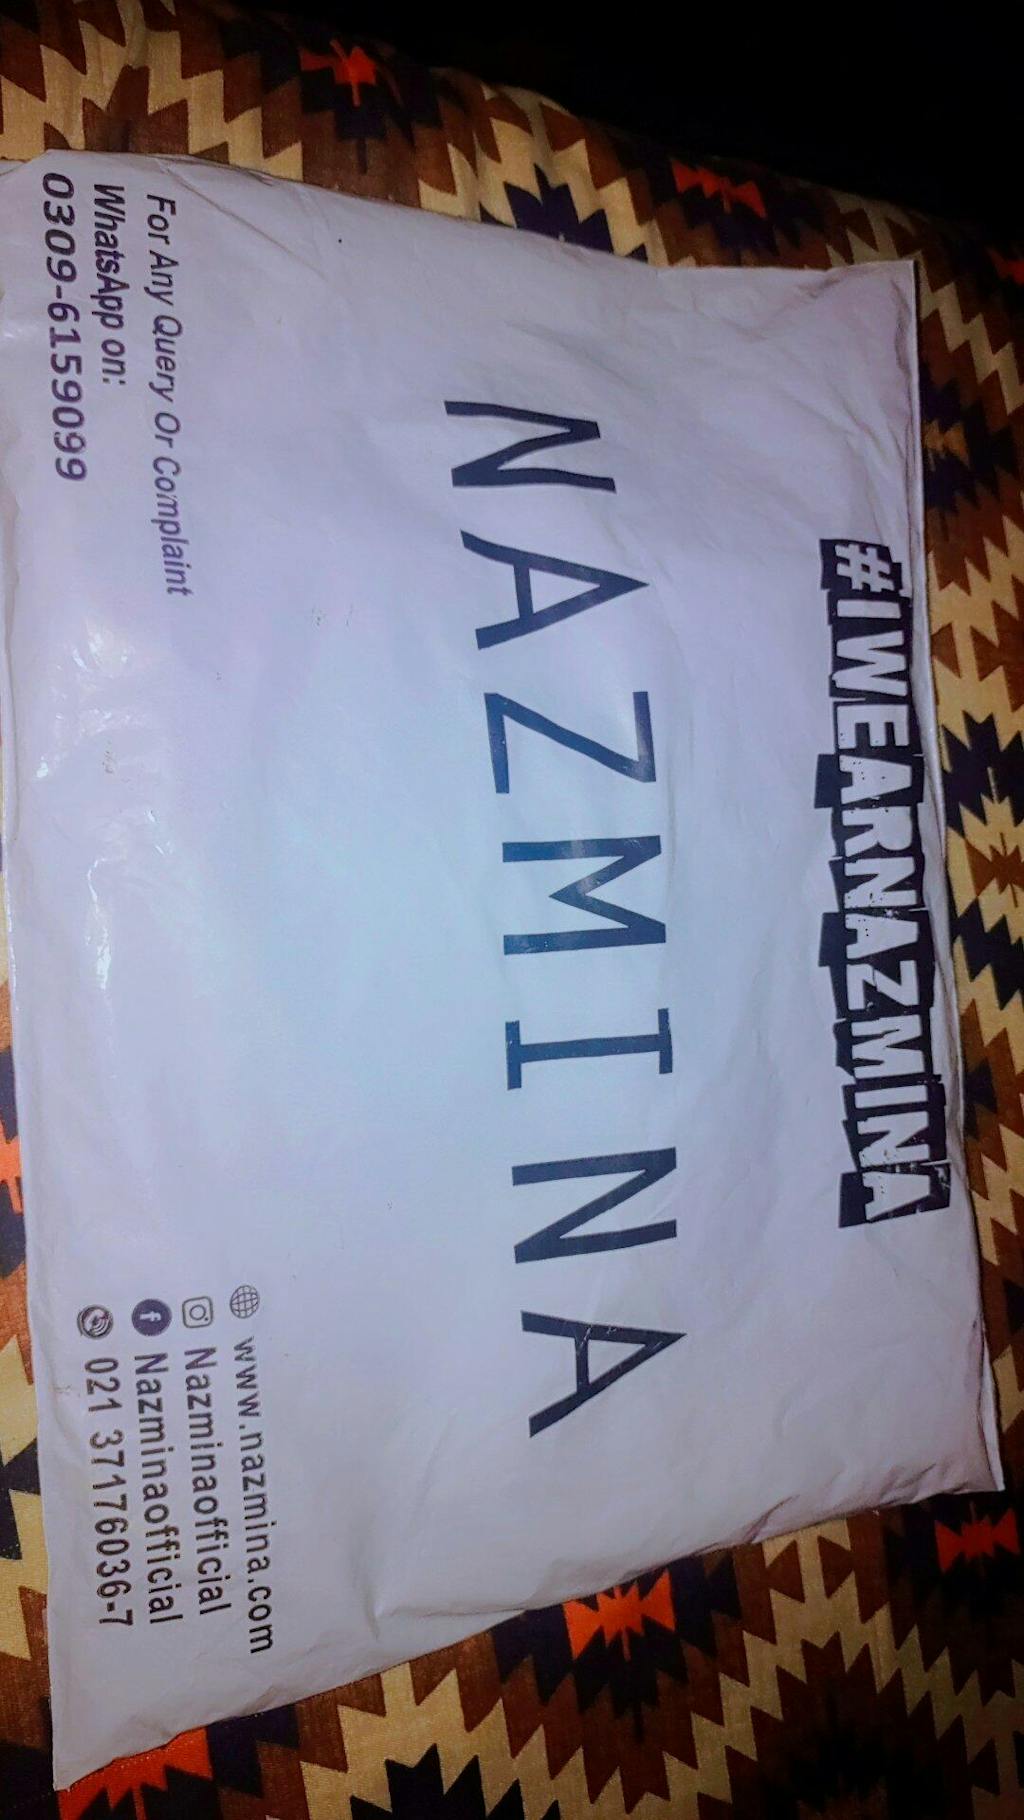 #IWEARNAZMINA
NAZMINA
For Any Query Or Complaint
WhatsApp on:
0309-6159099
www.nazmina.com
Nazminaofficial
Nazminaofficial
021 37176036-7